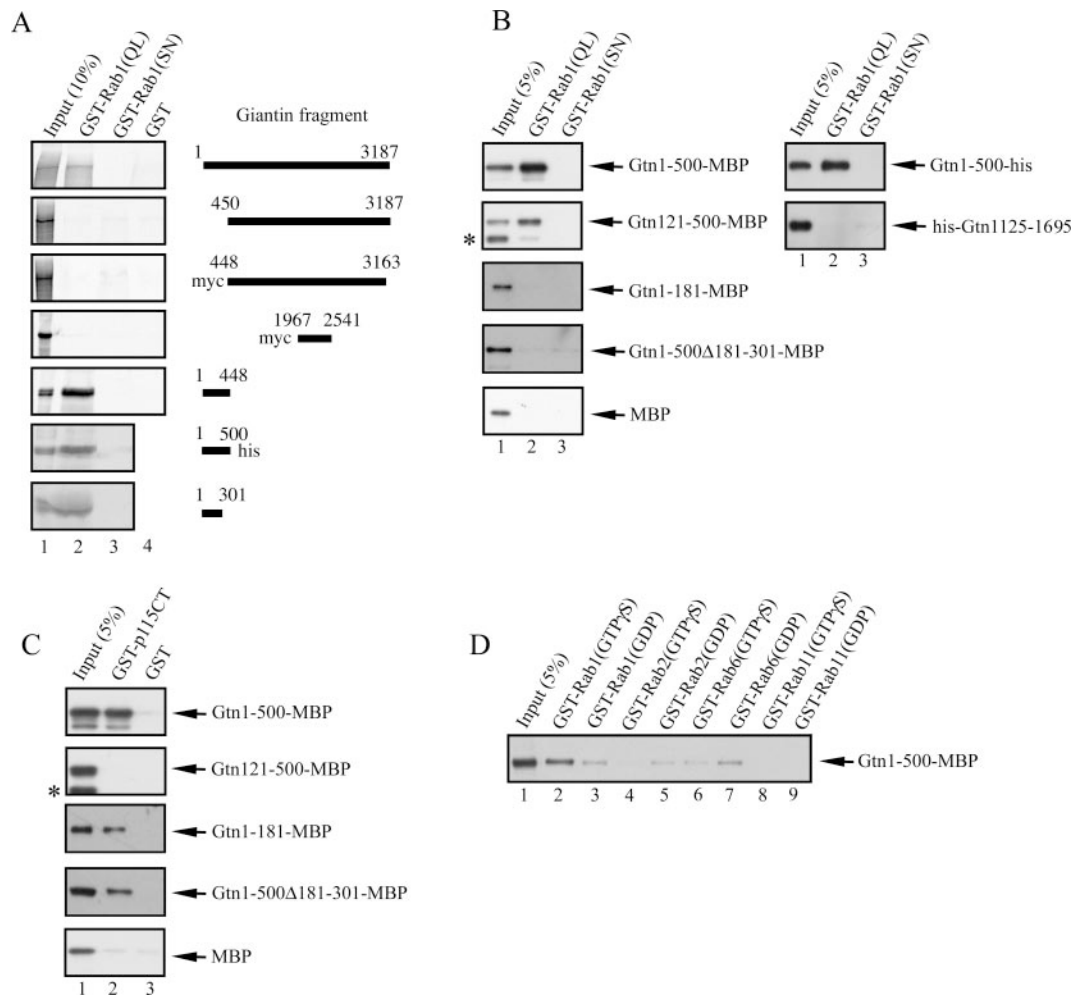 A
Input (10%)
GST-Rab1(QL)
GST-Rab1(SN)
GST
Giantin fragment
1 3187
450 3187
448 3163
myc
1967 2541
myc
1 448
1 500
his
1 301
1 2 3 4
B
Input (5%)
GST-Rab1(QL)
GST-Rab1(SN)
Gtn1-500-MBP
Gtn121-500-MBP
*
Gtn1-181-MBP
Gtn1-500Δ181-301-MBP
MBP
1 2 3
Input (5%)
GST-Rab1(QL)
GST-Rab1(SN)
Gtn1-500-his
his-Gtn1125-1695
1 2 3
C
Input (5%)
GST-p115CT
GST
Gtn1-500-MBP
Gtn121-500-MBP
*
Gtn1-181-MBP
Gtn1-500Δ181-301-MBP
MBP
1 2 3
D
Input (5%)
GST-Rab1(GTPγS)
GST-Rab1(GDP)
GST-Rab2(GTPγS)
GST-Rab2(GDP)
GST-Rab6(GTPγS)
GST-Rab6(GDP)
GST-Rab11(GTPγS)
GST-Rab11(GDP)
Gtn1-500-MBP
1 2 3 4 5 6 7 8 9